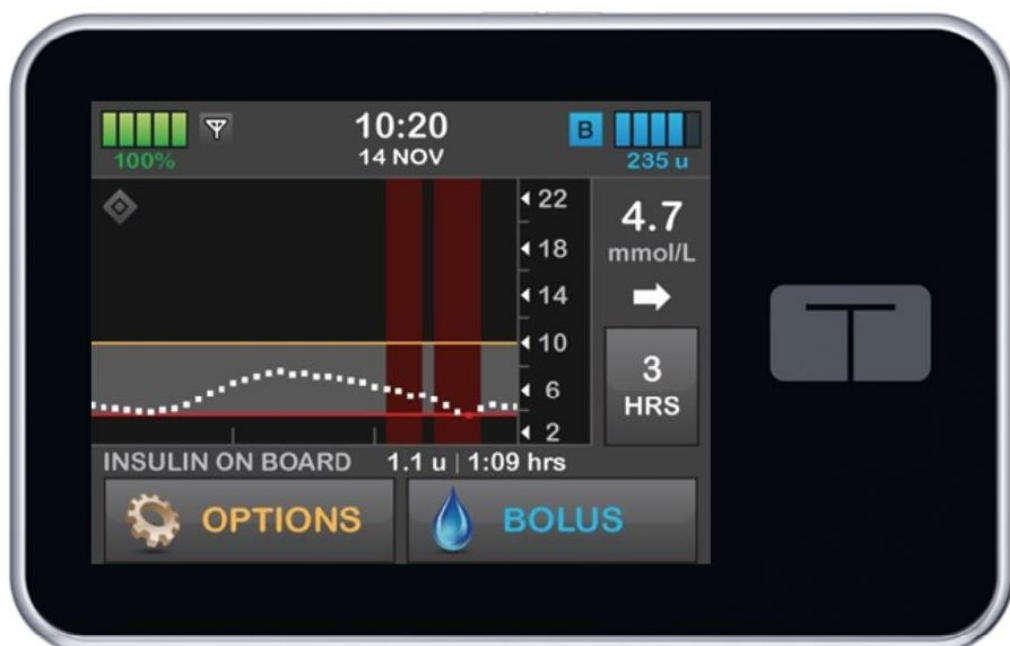 10:20
B
100%
14 NOV
235 u
22
4.7
18
mmol/L
14
10
3
6
HRS
2
INSULIN ON BOARD 1.1 u | 1:09 hrs
OPTIONS
BOLUS